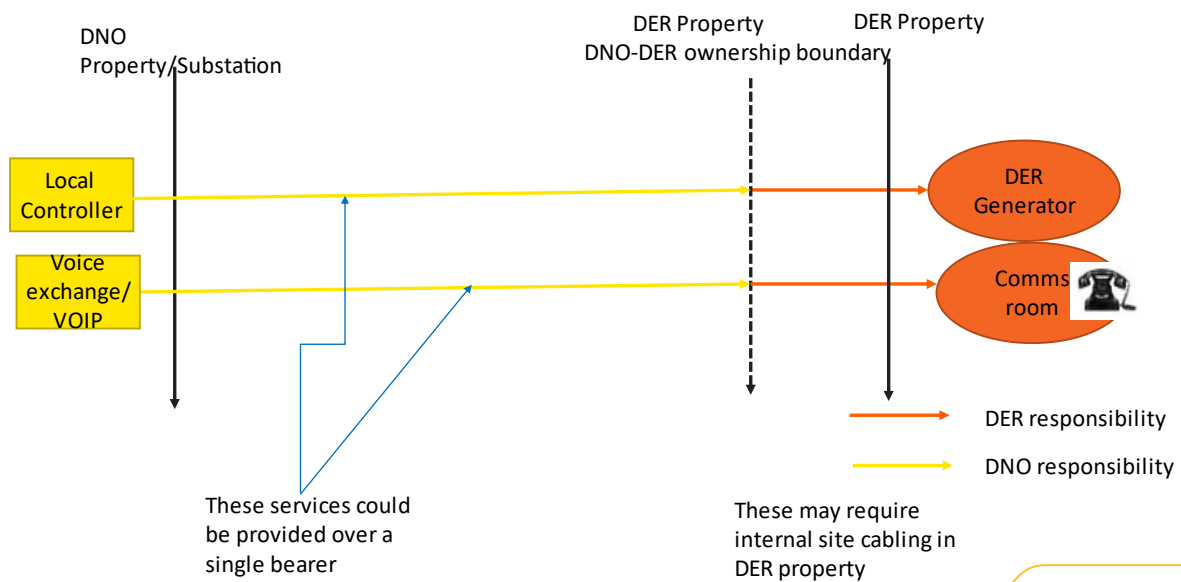 DNO
Property/Substation
DER Property
DNO-DER ownership boundary
DER Property
Local
Controller
DER
Generator
Voice
exchange/
VOIP
Comms
room
DER responsibility
DNO responsibility
These services could
be provided over a
single bearer
These may require
internal site cabling in
DER property